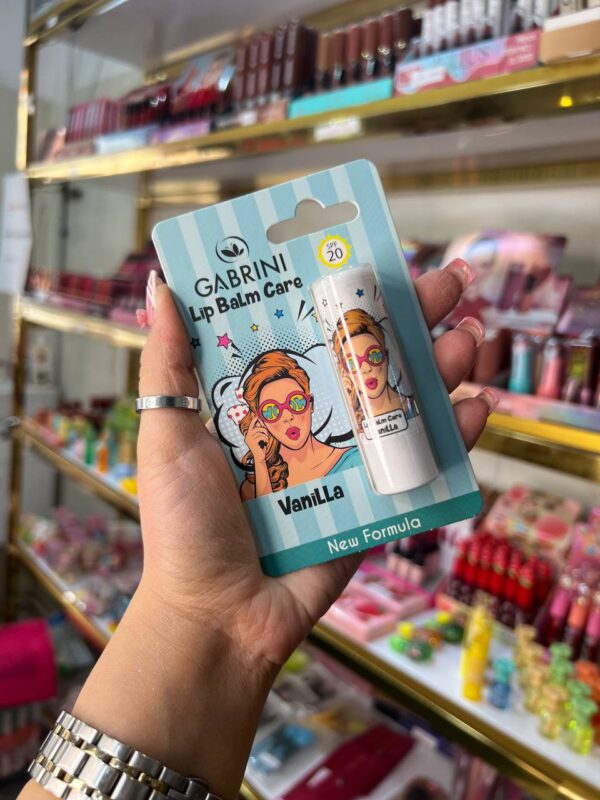 SPF
20
GABRINI
Lip BaLm Care
Lip BaLm Care
VaniLLa
VaniLLa
New Formula